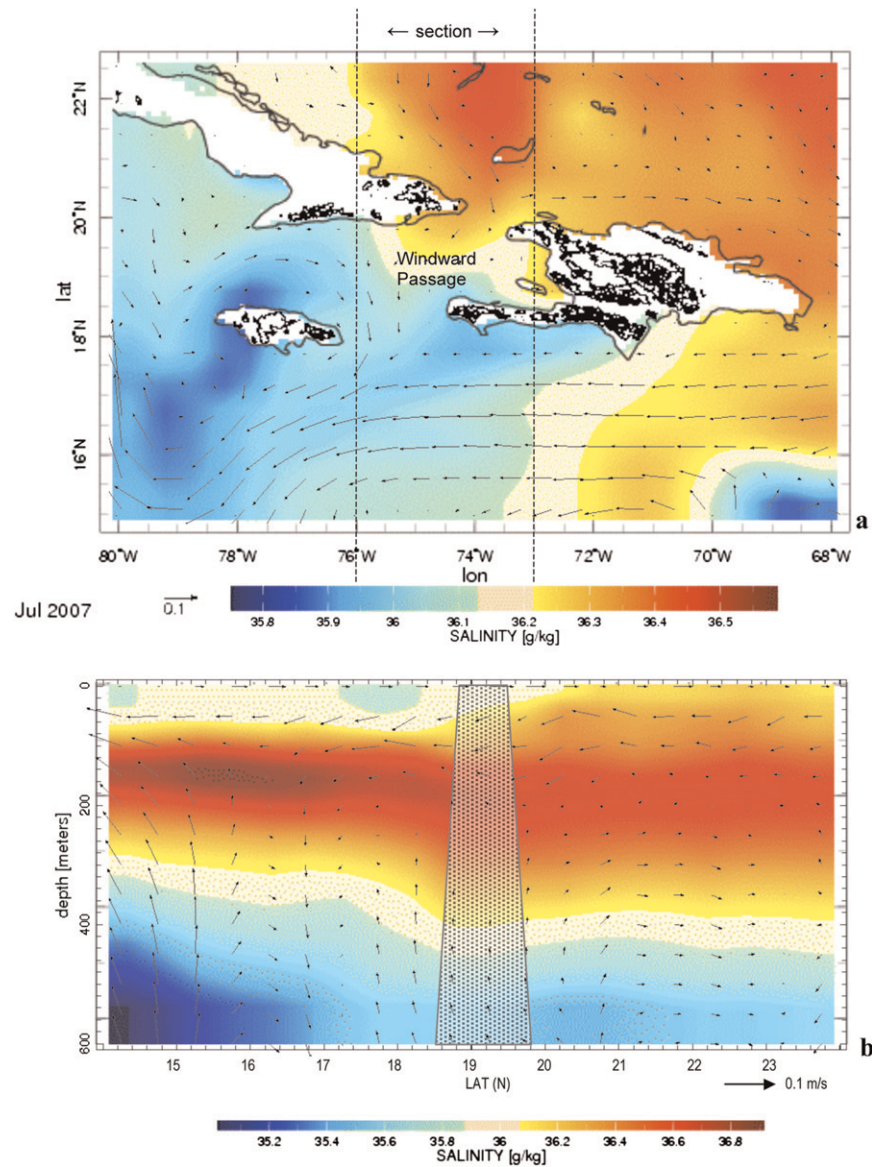 ← section →
22°N
20°N
18°N
16°N
lat
Windward
Passage
a
80°W 78°W 76°W 74°W 72°W 70°W 68°W
lon
Jul 2007
0.1
35.8 35.9 36 36.1 36.2 36.3 36.4 36.5
SALINITY [g/kg]
0
200
400
600
depth [meters]
15 16 17 18 19 20 21 22 23
LAT (N)
0.1 m/s
b
35.2 35.4 35.6 35.8 36 36.2 36.4 36.6 36.8
SALINITY [g/kg]